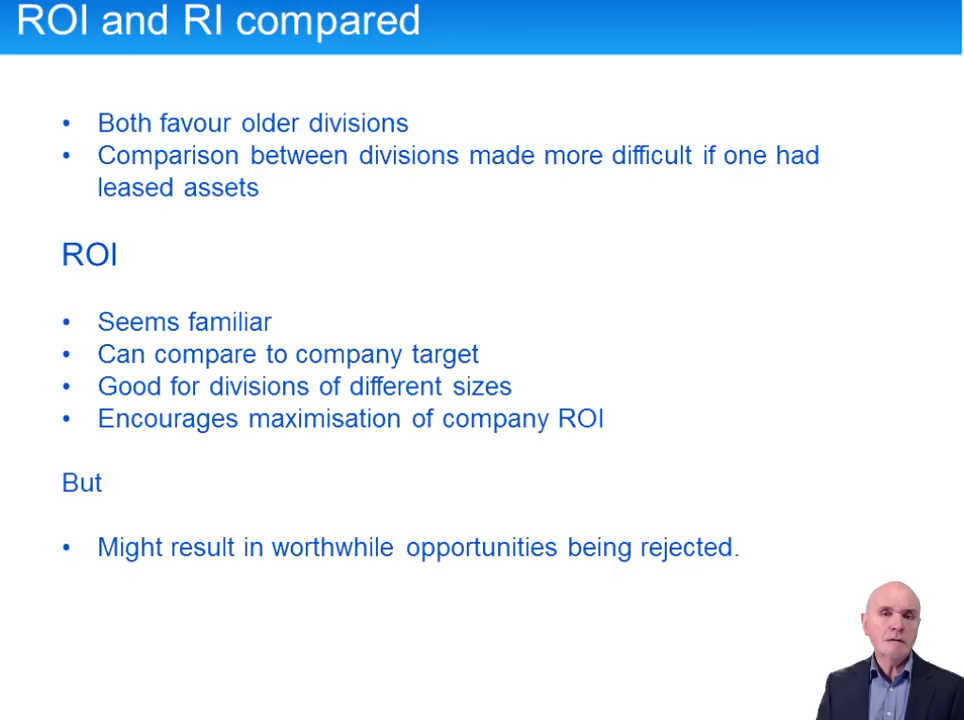 ROI and RI compared
• Both favour older divisions
• Comparison between divisions made more difficult if one had
leased assets
ROI
• Seems familiar
• Can compare to company target
• Good for divisions of different sizes
• Encourages maximisation of company ROI
But
• Might result in worthwhile opportunities being rejected.